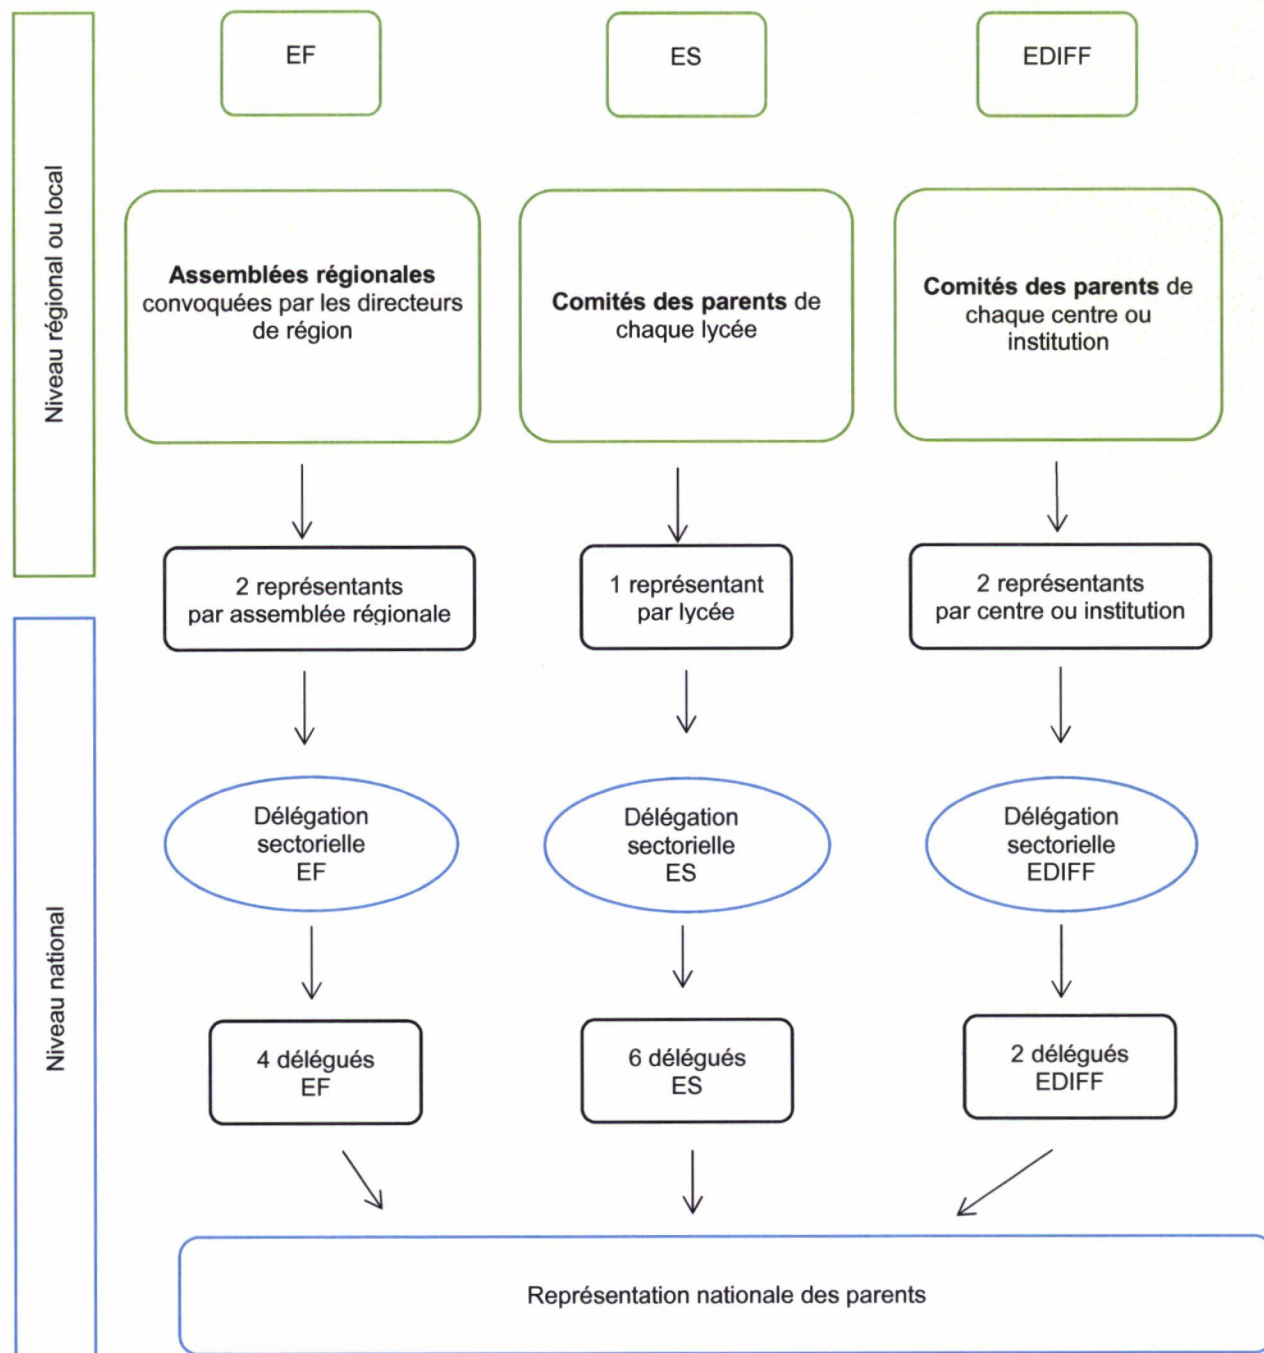 EF
ES
EDIFF
Niveau régional ou local
Assemblées régionales
convoquées par les directeurs
de région
Comités des parents de
chaque lycée
Comités des parents de
chaque centre ou
institution
2 représentants
par assemblée régionale
1 représentant
par lycée
2 représentants
par centre ou institution
Niveau national
Délégation
sectorielle
EF
Délégation
sectorielle
ES
Délégation
sectorielle
EDIFF
4 délégués
EF
6 délégués
ES
2 délégués
EDIFF
Représentation nationale des parents